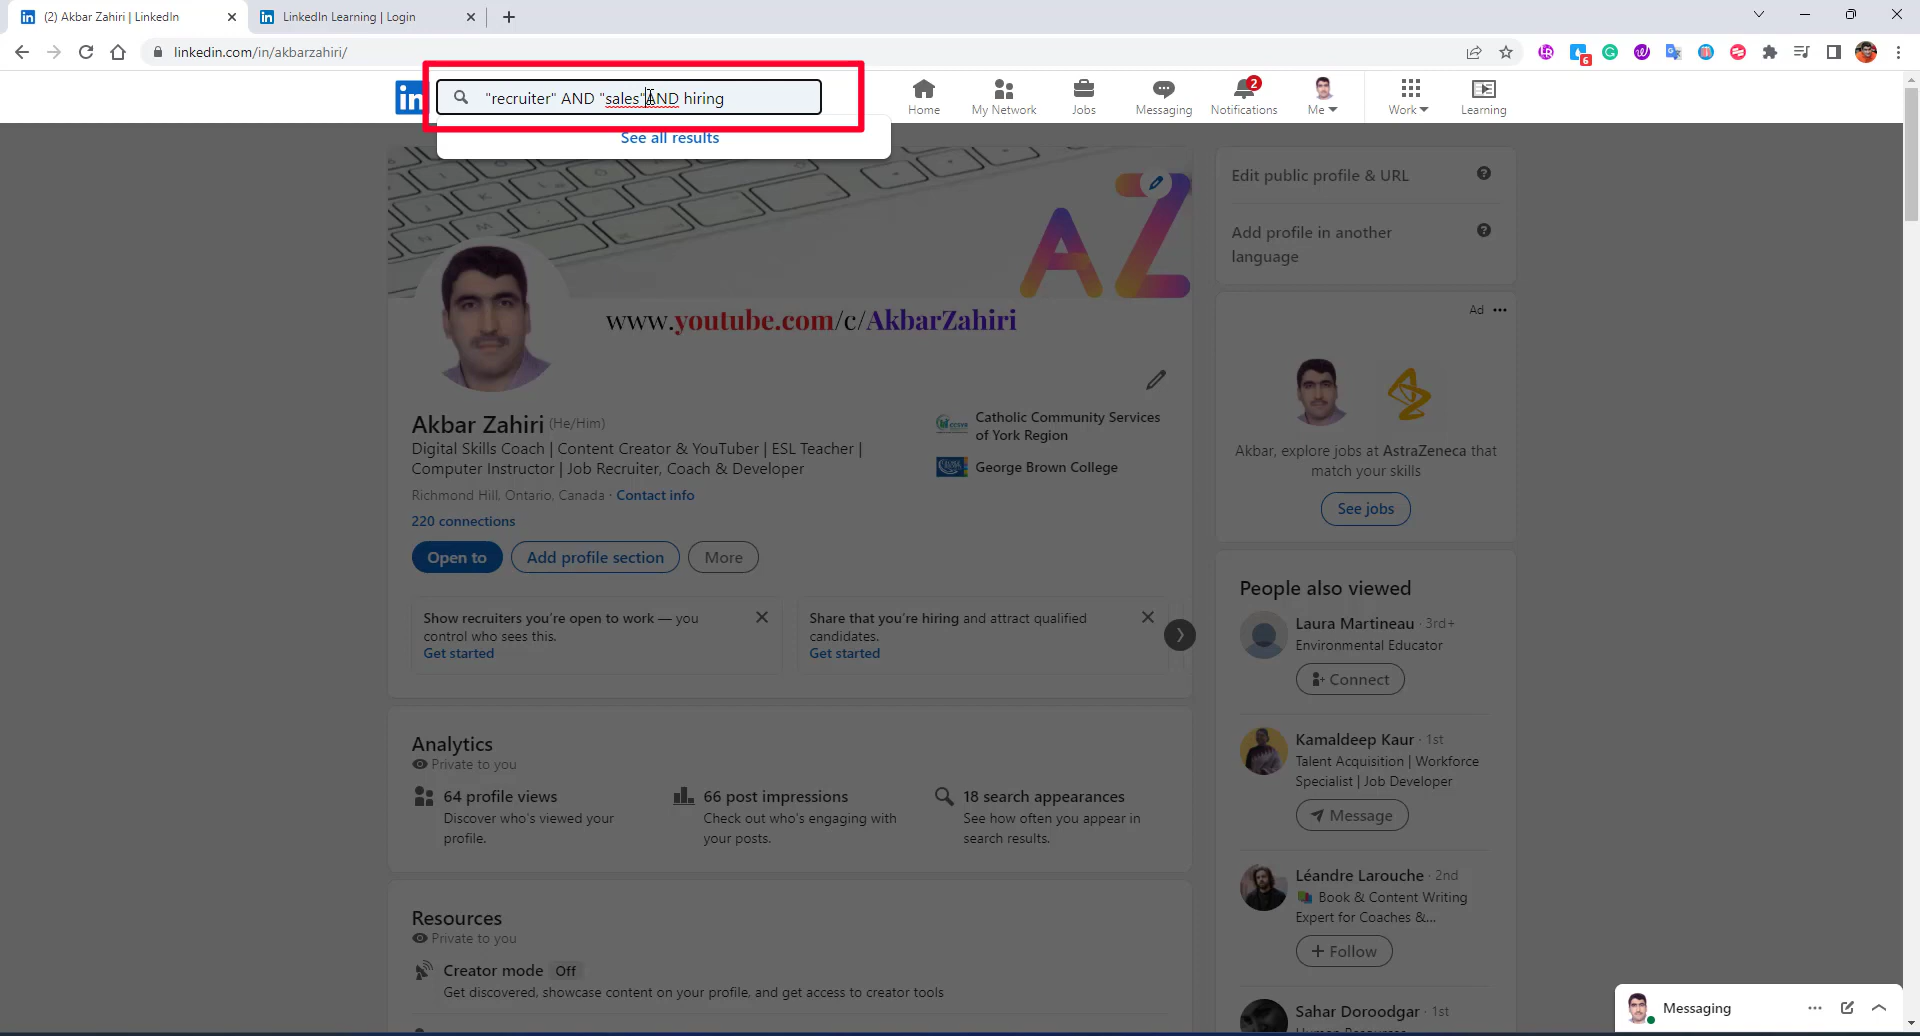 (2) Akbar Zahiri | LinkedIn
LinkedIn Learning | Login
linkedin.com/in/akbarzahiri/
6
in
"recruiter" AND "sales"AND hiring
See all results
Home
My Network
Jobs
Messaging
2
Notifications
Me
Work
Learning
AZ
www.youtube.com/c/AkbarZahiri
Akbar Zahiri (He/Him)
Digital Skills Coach | Content Creator & YouTuber | ESL Teacher |
Computer Instructor | Job Recruiter, Coach & Developer
Richmond Hill, Ontario, Canada · Contact info
220 connections
Open to
Add profile section
More
Catholic Community Services
of York Region
George Brown College
Show recruiters you're open to work — you
control who sees this.
Get started
Share that you're hiring and attract qualified
candidates.
Get started
Analytics
Private to you
64 profile views
Discover who's viewed your
profile.
66 post impressions
Check out who's engaging with
your posts.
18 search appearances
See how often you appear in
search results.
Resources
Private to you
Creator mode Off
Get discovered, showcase content on your profile, and get access to creator tools
Edit public profile & URL
Add profile in another
language
Ad
Akbar, explore jobs at AstraZeneca that
match your skills
See jobs
People also viewed
Laura Martineau · 3rd+
Environmental Educator
Connect
Kamaldeep Kaur · 1st
Talent Acquisition | Workforce
Specialist | Job Developer
Message
Léandre Larouche · 2nd
Book & Content Writing
Expert for Coaches &...
+ Follow
Sahar Doroodgar · 1st
Messaging